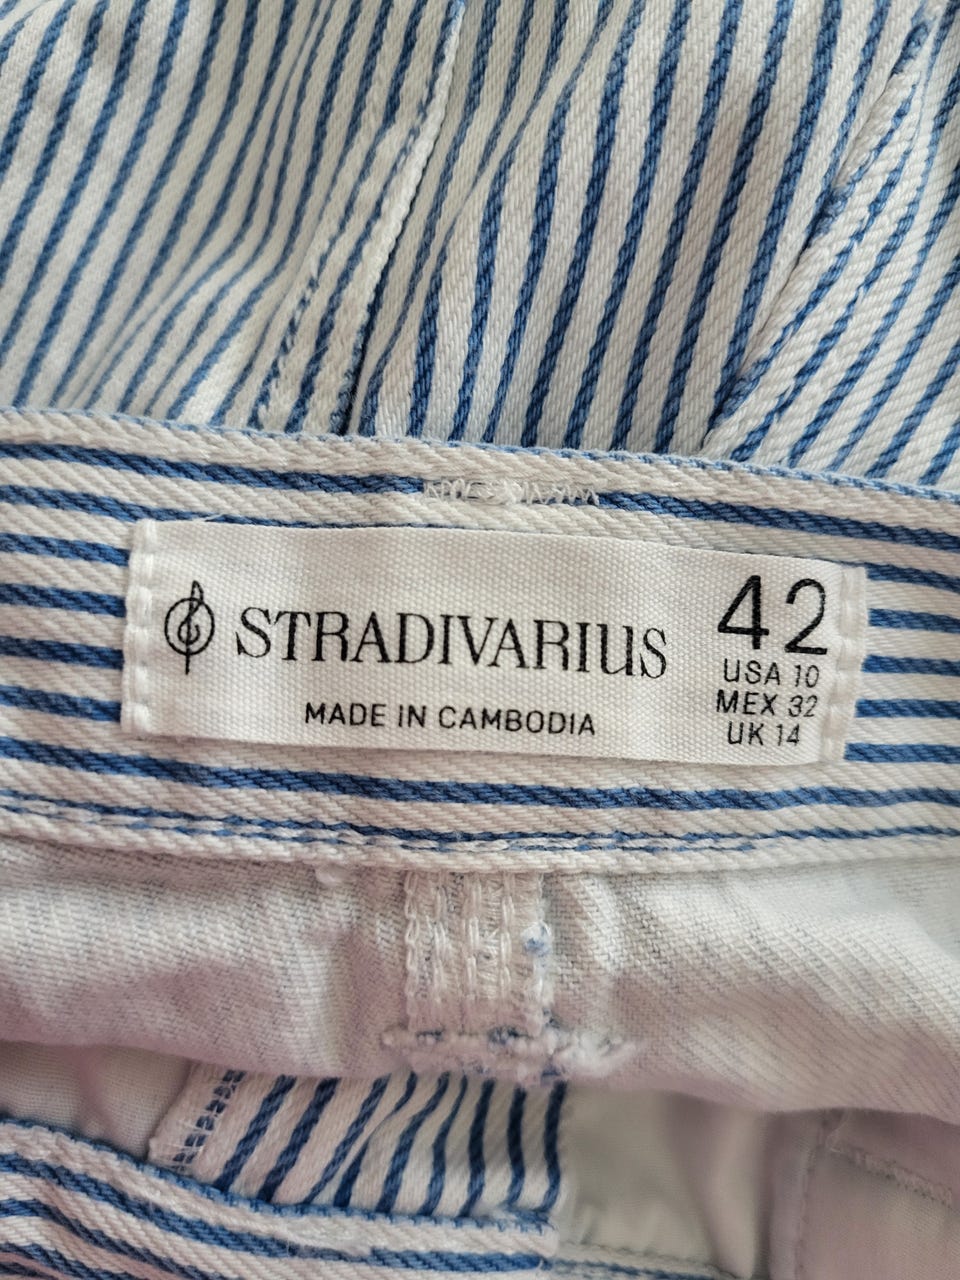 STRADIVARIUS
MADE IN CAMBODIA
42
USA 10
MEX 32
UK 14